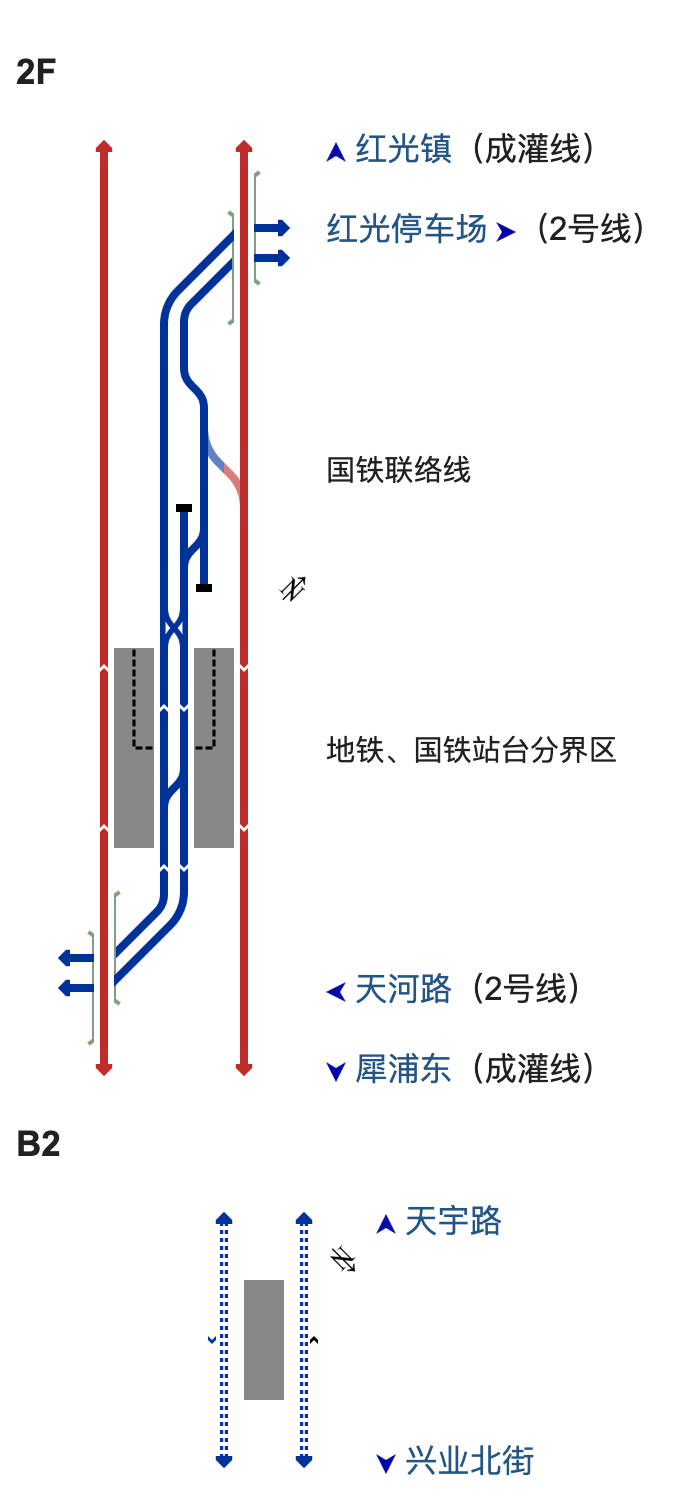 2F
红光镇（成灌线）
红光停车场（2号线）
国铁联络线
N
地铁、国铁站台分界区
天河路（2号线）
犀浦东（成灌线）
B2
天宇路
N
兴业北街